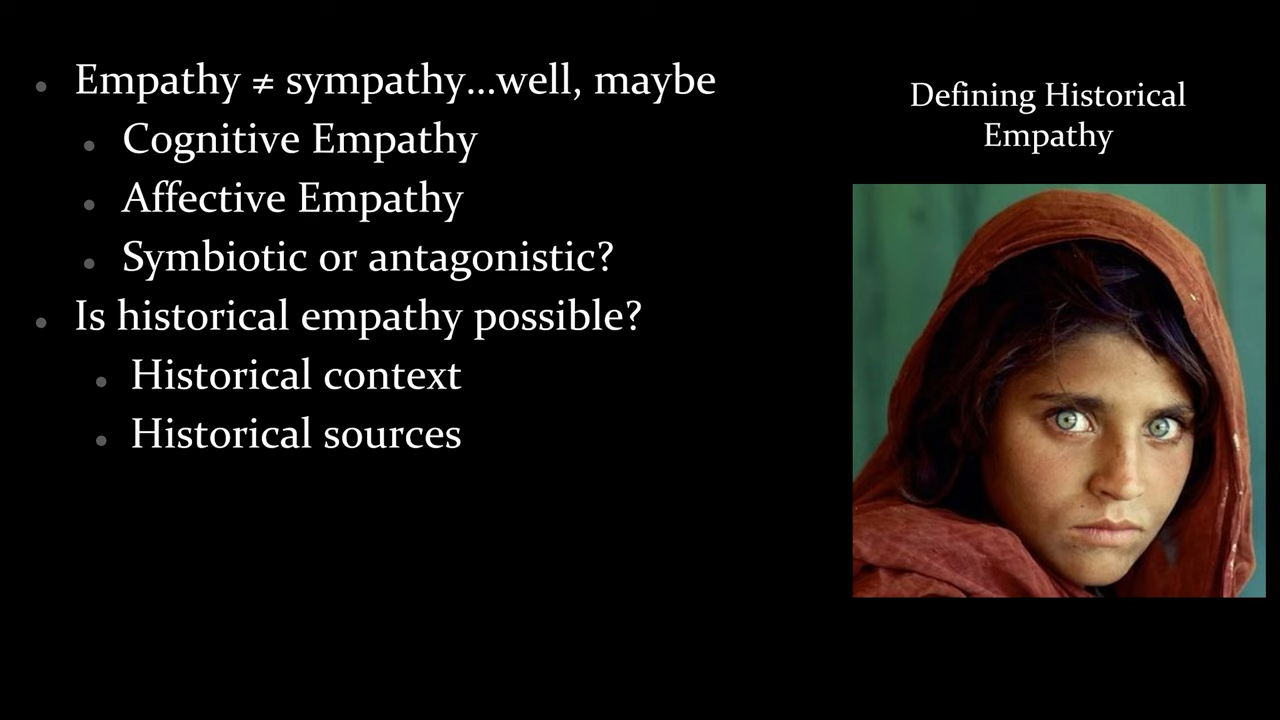 Empathy ≠ sympathy...well, maybe
Cognitive Empathy
Affective Empathy
Symbiotic or antagonistic?
Is historical empathy possible?
Historical context
Historical sources
Defining Historical
Empathy